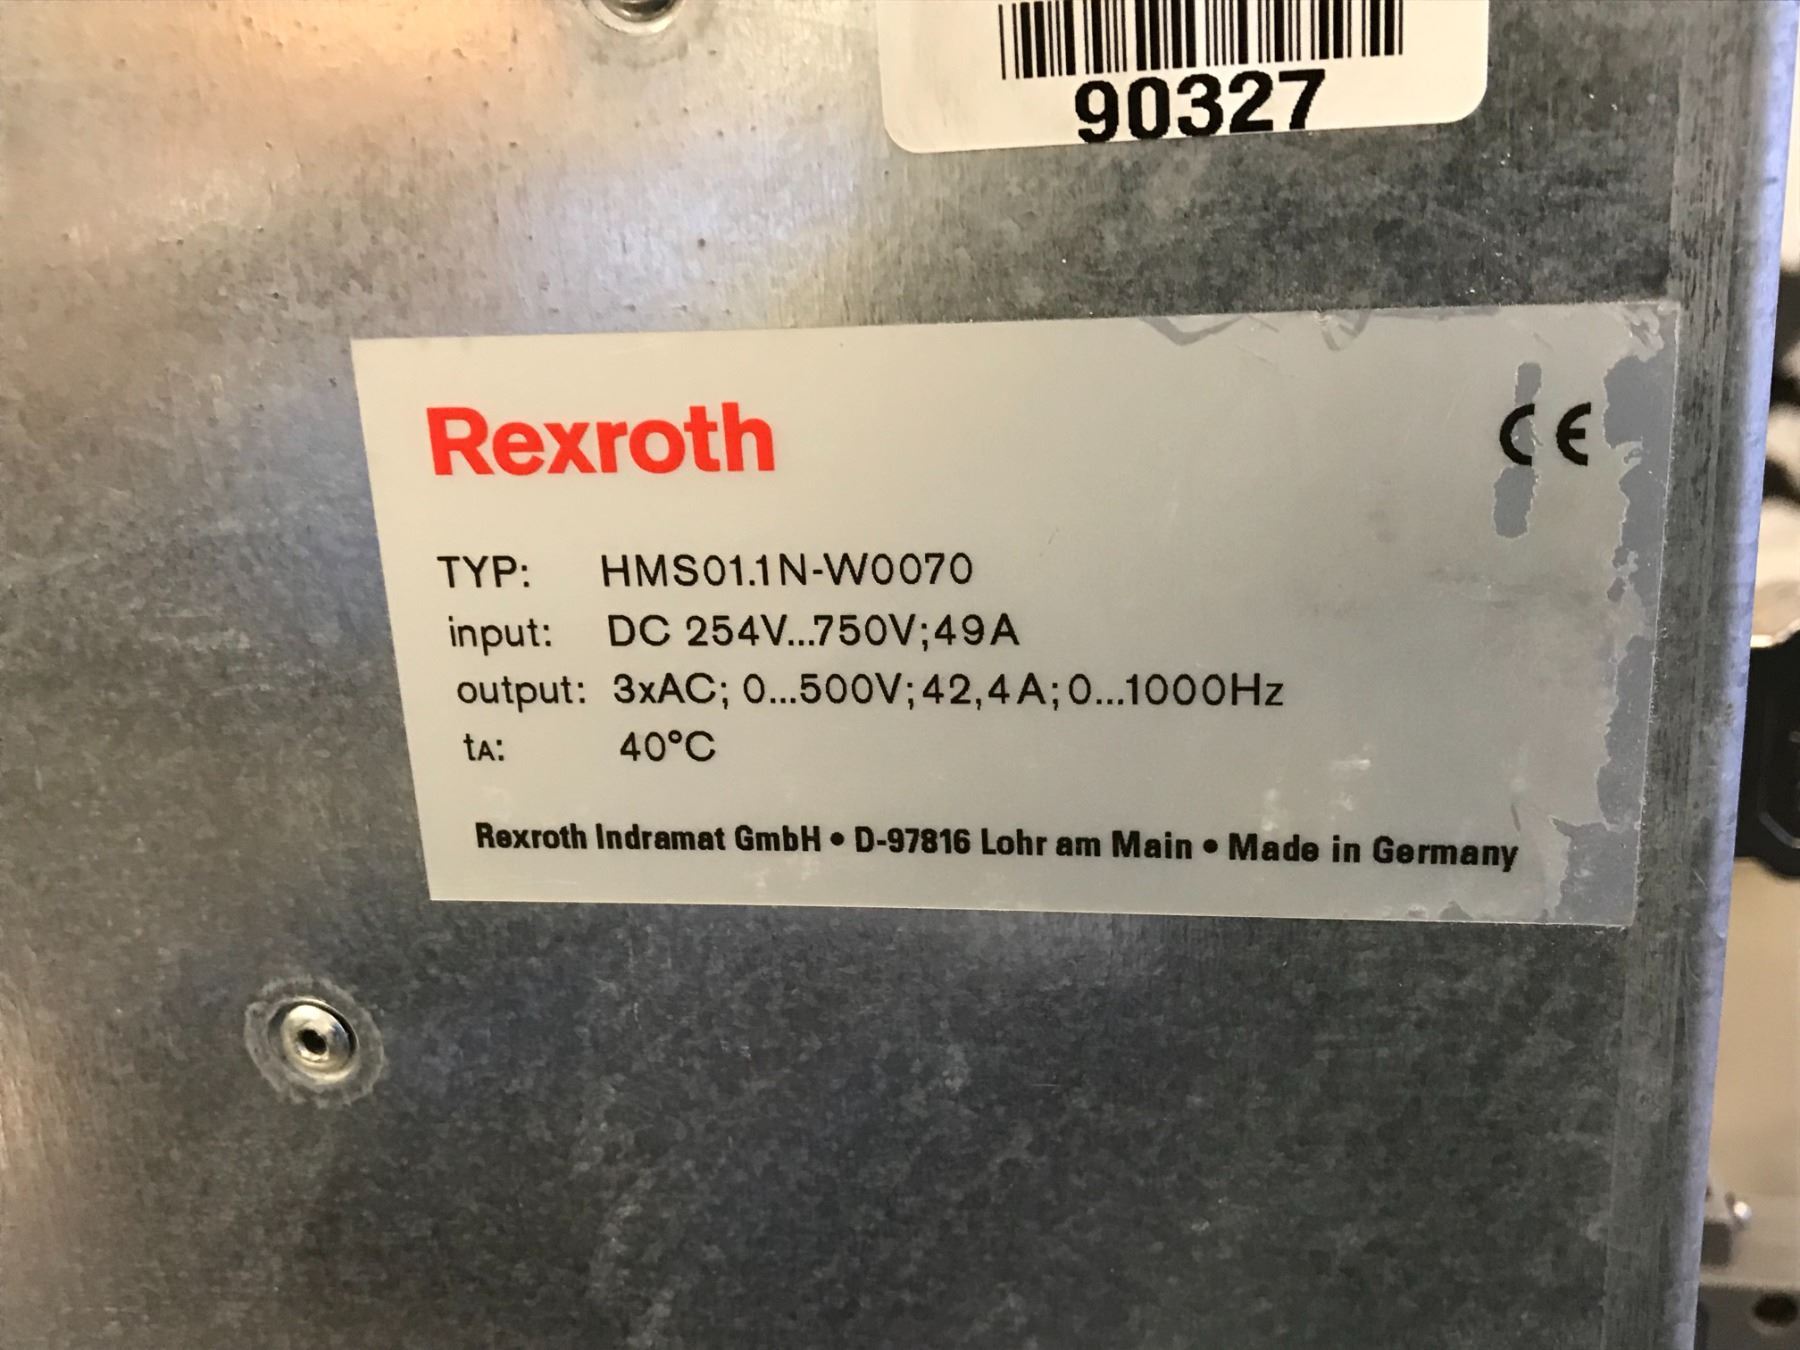 90327
Rexroth
CE
TYP: HMS01.1N-W0070
input: DC 254V...750V;49A
output: 3xAC; 0...500V;42,4A;0...1000Hz
tA: 40°C
Rexroth Indramat GmbH • D-97816 Lohr am Main • Made in Germany